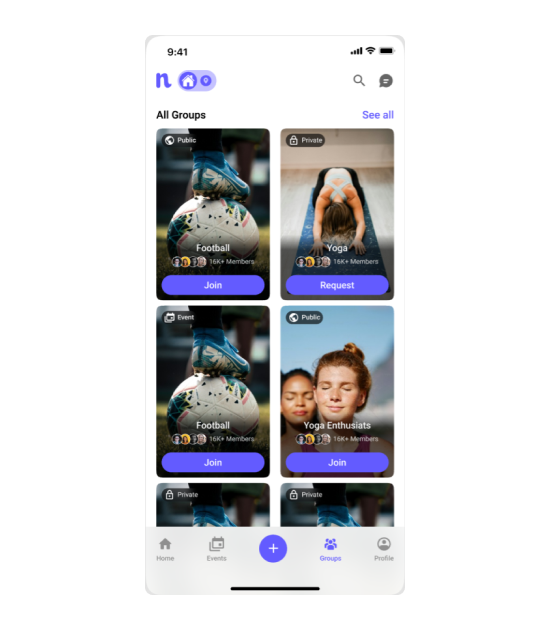 9:41
n
All Groups
See all
Public
Football
16K+ Members
Join
Private
Yoga
16K+ Members
Request
Event
Football
16K+ Members
Join
Public
Yoga Enthusiats
16K+ Members
Join
Private
Private
Home
Events
Groups
Profile